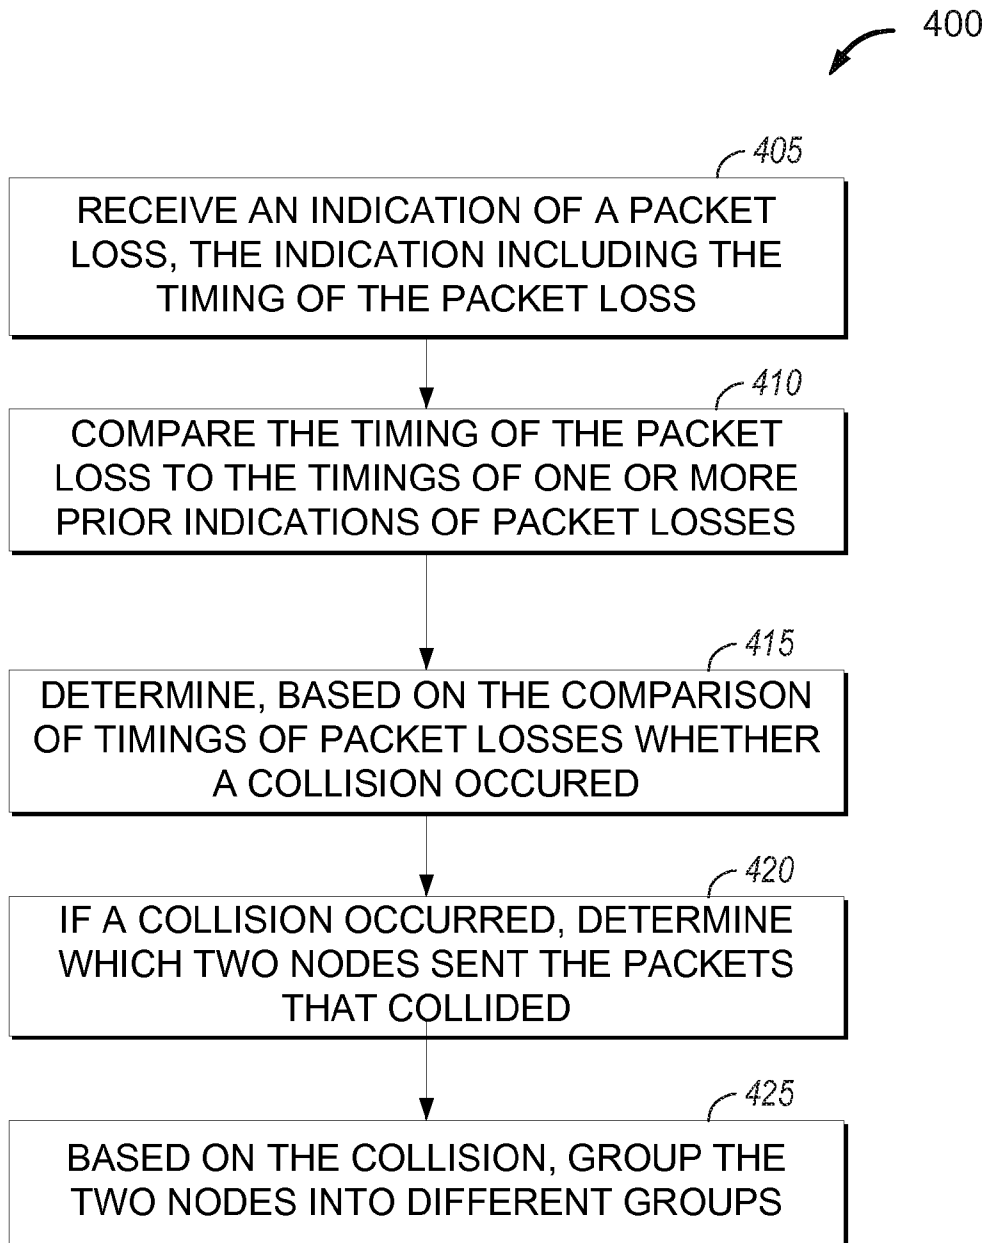 400
405
RECEIVE AN INDICATION OF A PACKET
LOSS, THE INDICATION INCLUDING THE
TIMING OF THE PACKET LOSS
410
COMPARE THE TIMING OF THE PACKET
LOSS TO THE TIMINGS OF ONE OR MORE
PRIOR INDICATIONS OF PACKET LOSSES
415
DETERMINE, BASED ON THE COMPARISON
OF TIMINGS OF PACKET LOSSES WHETHER
A COLLISION OCCURED
420
IF A COLLISION OCCURRED, DETERMINE
WHICH TWO NODES SENT THE PACKETS
THAT COLLIDED
425
BASED ON THE COLLISION, GROUP THE
TWO NODES INTO DIFFERENT GROUPS